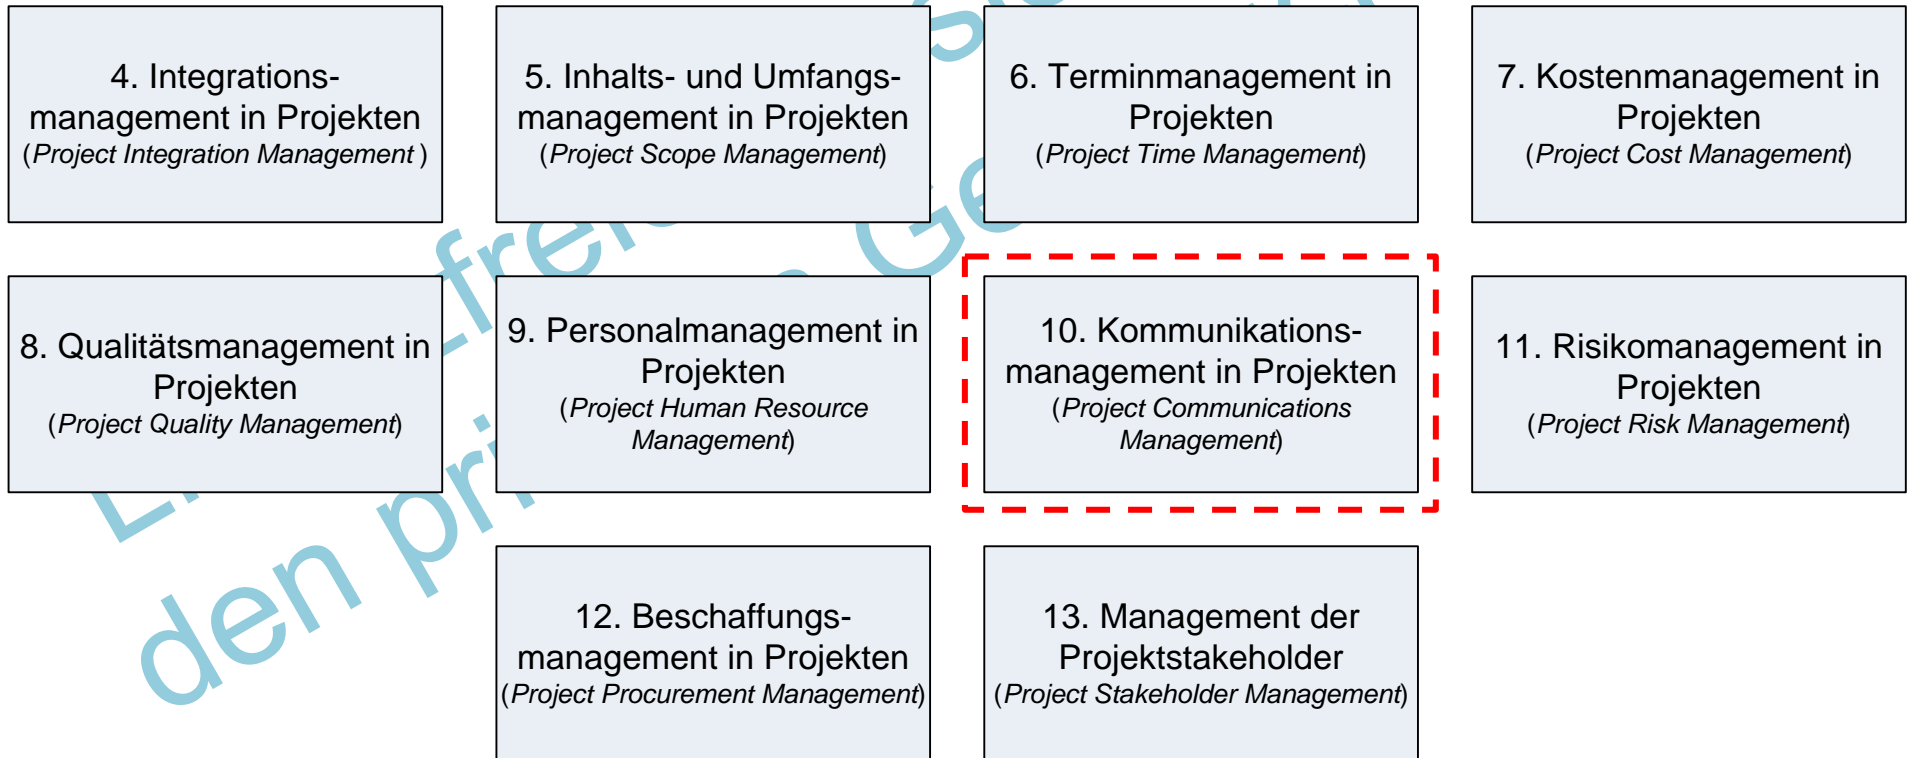 4. Integrations-
management in Projekten
(Project Integration Management )
5. Inhalts- und Umfangs-
management in Projekten
(Project Scope Management)
6. Terminmanagement in
Projekten
(Project Time Management)
7. Kostenmanagement in
Projekten
(Project Cost Management)
8. Qualitätsmanagement in
Projekten
(Project Quality Management)
9. Personalmanagement in
Projekten
(Project Human Resource
Management)
10. Kommunikations-
management in Projekten
(Project Communications
Management)
11. Risikomanagement in
Projekten
(Project Risk Management)
12. Beschaffungs-
management in Projekten
(Project Procurement Management)
13. Management der
Projektstakeholder
(Project Stakeholder Management)
den